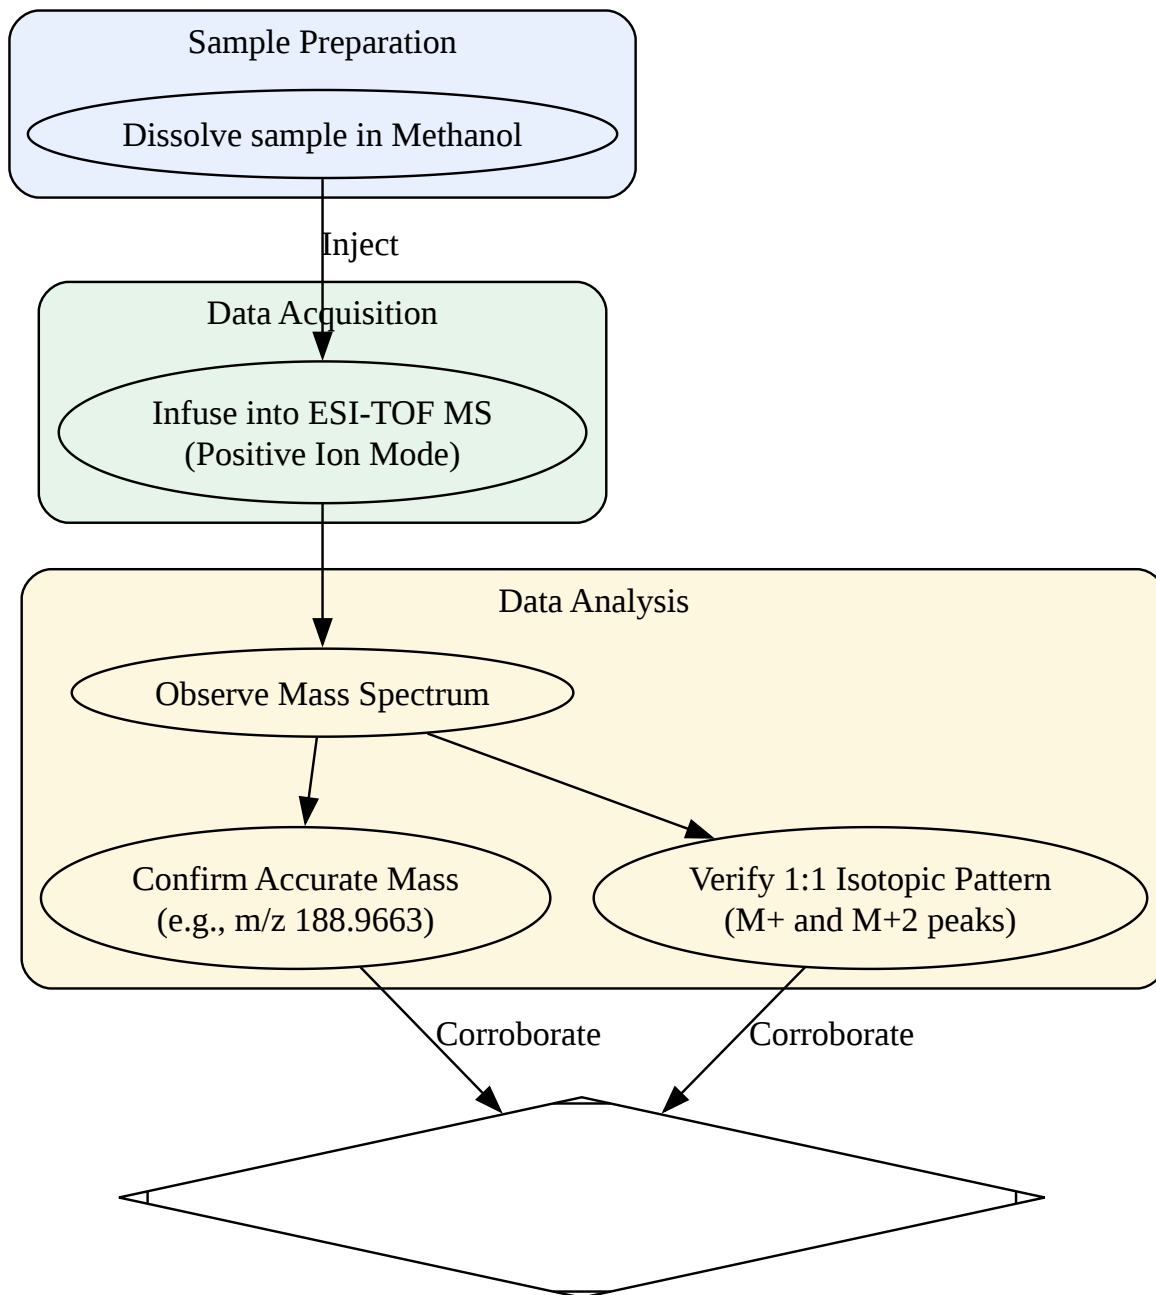 Sample Preparation
Dissolve sample in Methanol
Inject
Data Acquisition
Infuse into ESI-TOF MS
(Positive Ion Mode)
Data Analysis
Observe Mass Spectrum
Confirm Accurate Mass
(e.g., m/z 188.9663)
Verify 1:1 Isotopic Pattern
(M+ and M+2 peaks)
Corroborate
Corroborate